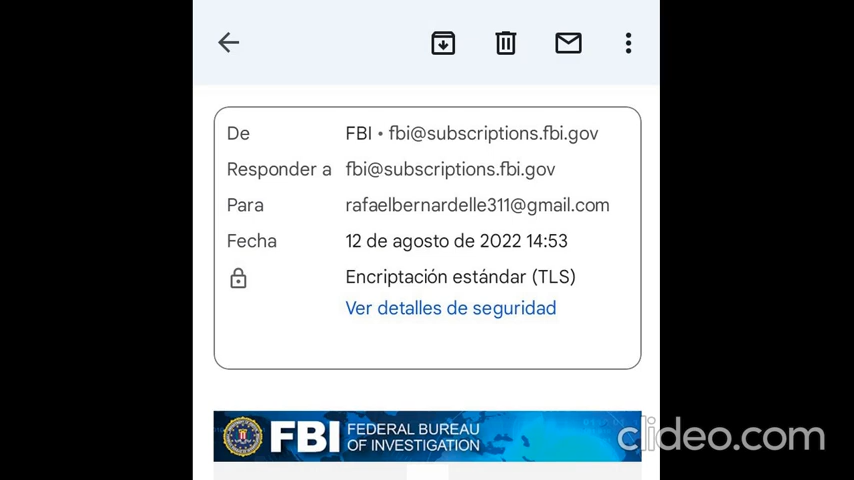 De FBI • fbi@subscriptions.fbi.gov
Responder a fbi@subscriptions.fbi.gov
Para rafaelbernardelle311@gmail.com
Fecha 12 de agosto de 2022 14:53
Encriptación estándar (TLS)
Ver detalles de seguridad
FBI FEDERAL BUREAU
OF INVESTIGATION
clideo.com